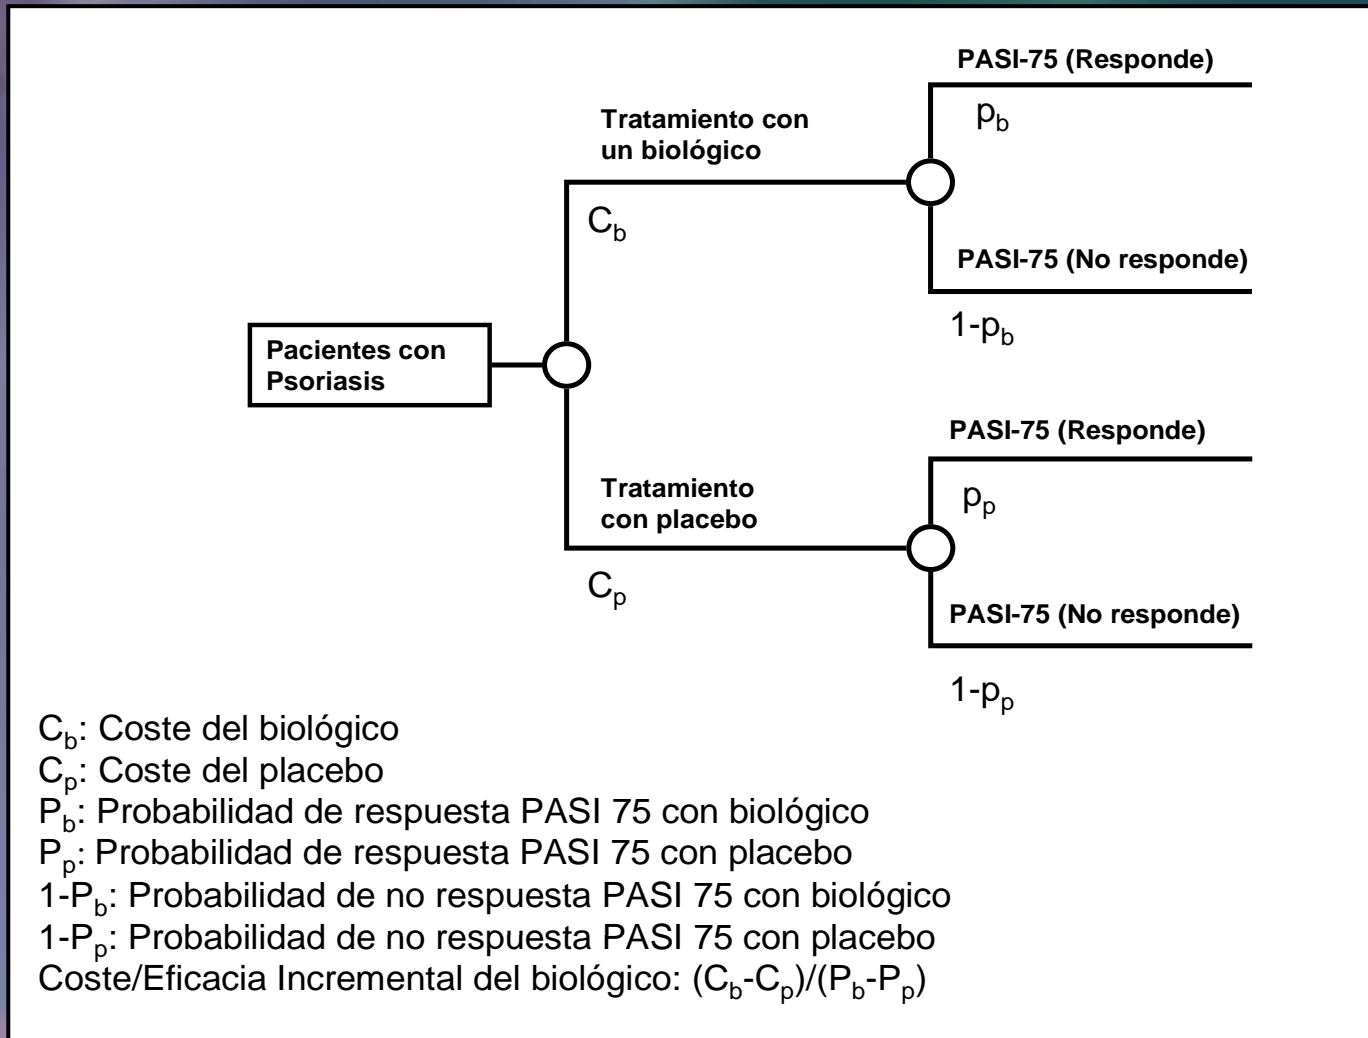 PASI-75 (Responde)
p_b
Tratamiento con
un biológico
C_b
PASI-75 (No responde)
1-p_b
Pacientes con
Psoriasis
PASI-75 (Responde)
p_p
Tratamiento
con placebo
C_p
PASI-75 (No responde)
1-p_p
C_b: Coste del biológico
C_p: Coste del placebo
P_b: Probabilidad de respuesta PASI 75 con biológico
P_p: Probabilidad de respuesta PASI 75 con placebo
1-P_b: Probabilidad de no respuesta PASI 75 con biológico
1-P_p: Probabilidad de no respuesta PASI 75 con placebo
Coste/Eficacia Incremental del biológico: (C_b-C_p)/(P_b-P_p)